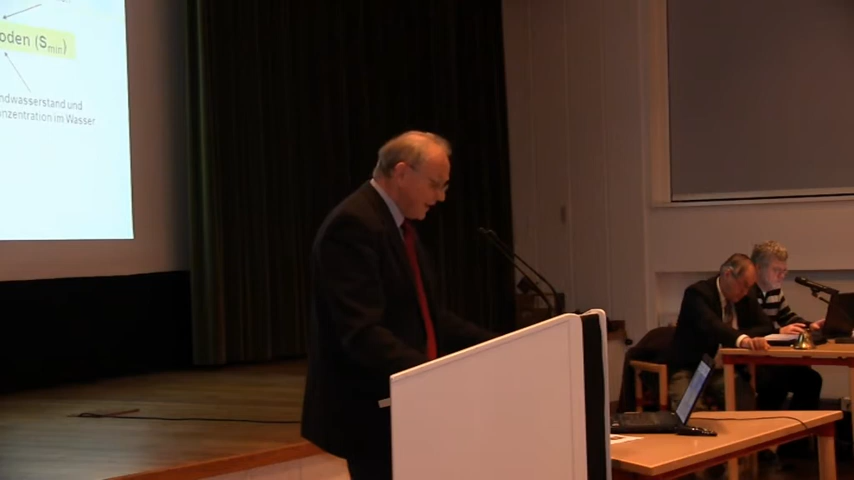 oden (Smin)
ndwasserstand und
nzentration im Wasser